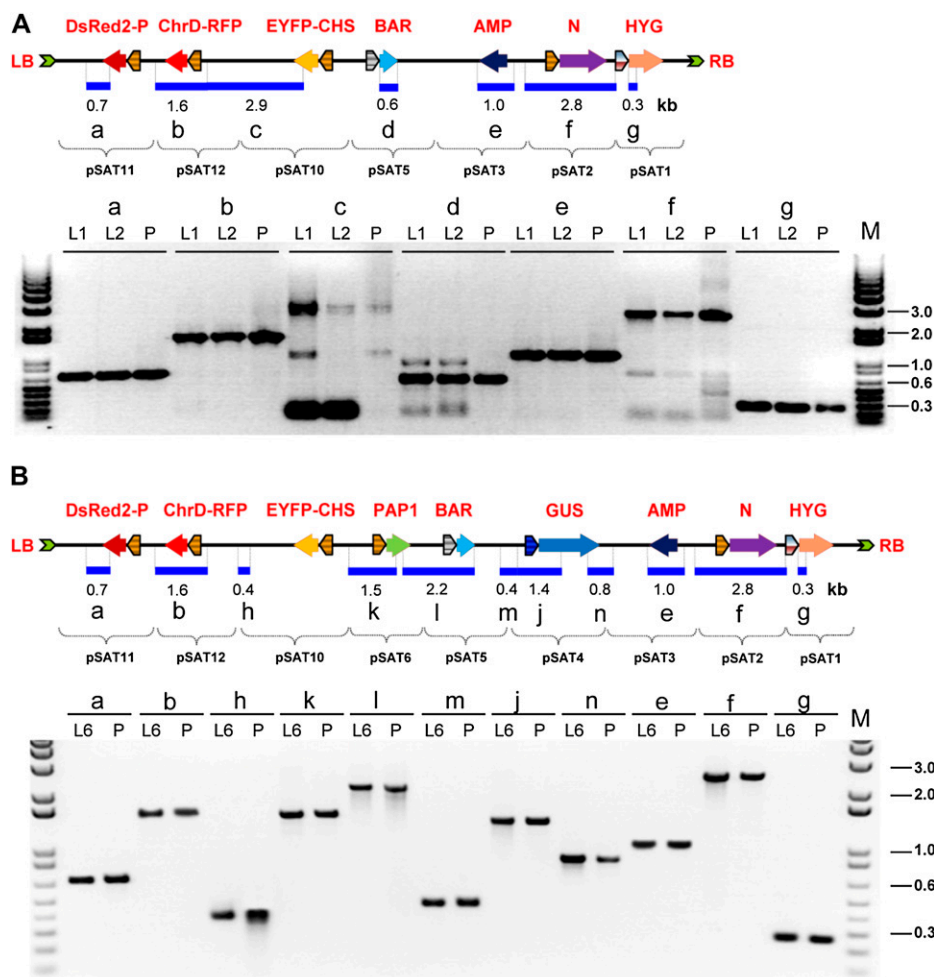 A
DsRed2-P ChrD-RFP EYFP-CHS BAR AMP N HYG
LB RB
0.7 1.6 2.9 0.6 1.0 2.8 0.3 kb
a b c d e f g
pSAT11 pSAT12 pSAT10 pSAT5 pSAT3 pSAT2 pSAT1
a b c d e f g
L1 L2 P L1 L2 P L1 L2 P L1 L2 P L1 L2 P L1 L2 P L1 L2 P M
3.0
2.0
1.0
0.6
0.3
B
DsRed2-P ChrD-RFP EYFP-CHS PAP1 BAR GUS AMP N HYG
LB RB
0.7 1.6 0.4 1.5 2.2 0.4 1.4 0.8 1.0 2.8 0.3 kb
a b h k l m j n e f g
pSAT11 pSAT12 pSAT10 pSAT6 pSAT5 pSAT4 pSAT3 pSAT2 pSAT1
a b h k l m j n e f g
L6 P L6 P L6 P L6 P L6 P L6 P L6 P L6 P L6 P L6 P L6 P M
3.0
2.0
1.0
0.6
0.3